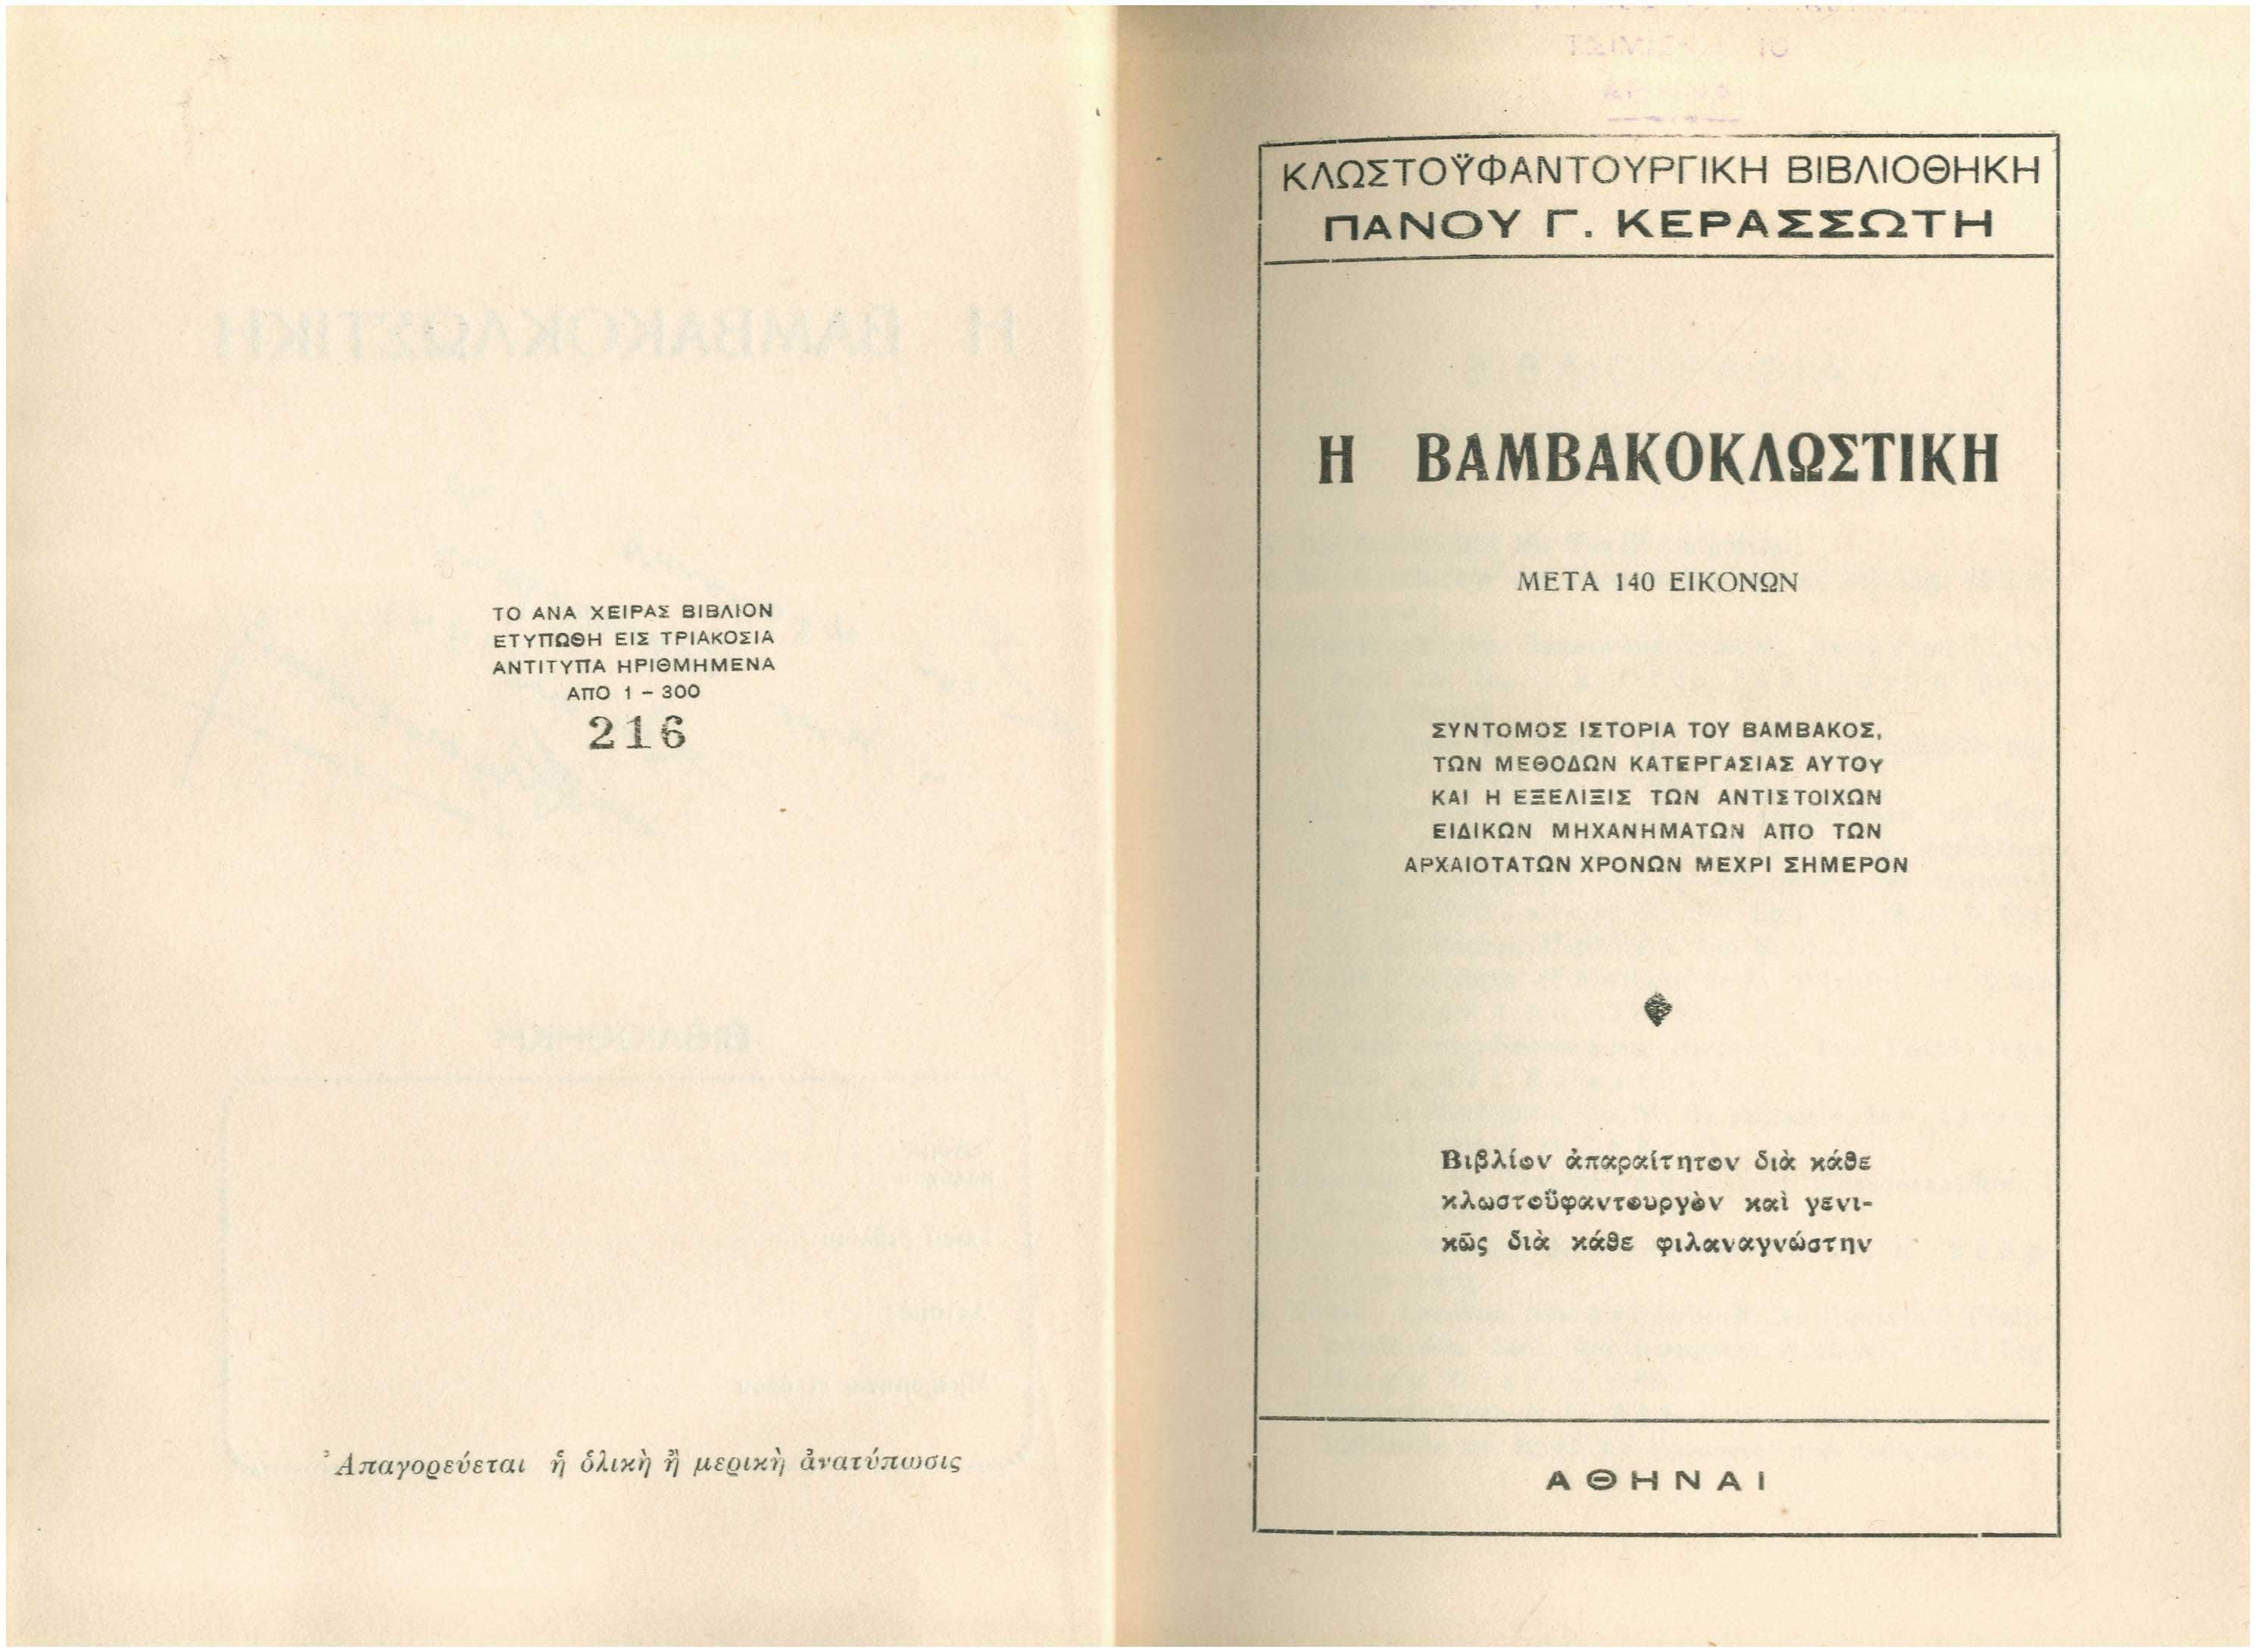 ΤΟ ΑΝΑ ΧΕΙΡΑΣ ΒΙΒΛΙΟΝ
ΕΤΥΠΩΘΗ ΕΙΣ ΤΡΙΑΚΟΣΙΑ
ΑΝΤΙΤΥΠΑ ΗΡΙΘΜΗΜΕΝΑ
ΑΠΟ 1 – 300
216
Ἀπαγορεύεται ἡ ὁλικὴ ἢ μερικὴ ἀνατύπωσις
ΚΛΩΣΤΟΫΦΑΝΤΟΥΡΓΙΚΗ ΒΙΒΛΙΟΘΗΚΗ
ΠΑΝΟΥ Γ. ΚΕΡΑΣΣΩΤΗ
Η ΒΑΜΒΑΚΟΚΛΩΣΤΙΚΗ
ΜΕΤΑ 140 ΕΙΚΟΝΩΝ
ΣΥΝΤΟΜΟΣ ΙΣΤΟΡΙΑ ΤΟΥ ΒΑΜΒΑΚΟΣ,
ΤΩΝ ΜΕΘΟΔΩΝ ΚΑΤΕΡΓΑΣΙΑΣ ΑΥΤΟΥ
ΚΑΙ Η ΕΞΕΛΙΞΙΣ ΤΩΝ ΑΝΤΙΣΤΟΙΧΩΝ
ΕΙΔΙΚΩΝ ΜΗΧΑΝΗΜΑΤΩΝ ΑΠΟ ΤΩΝ
ΑΡΧΑΙΟΤΑΤΩΝ ΧΡΟΝΩΝ ΜΕΧΡΙ ΣΗΜΕΡΟΝ
Βιβλίον ἀπαραίτητον διὰ κάθε
κλωστοϋφαντουργὸν καὶ γενι-
κῶς διὰ κάθε φιλαναγνώστην
ΑΘΗΝΑΙ